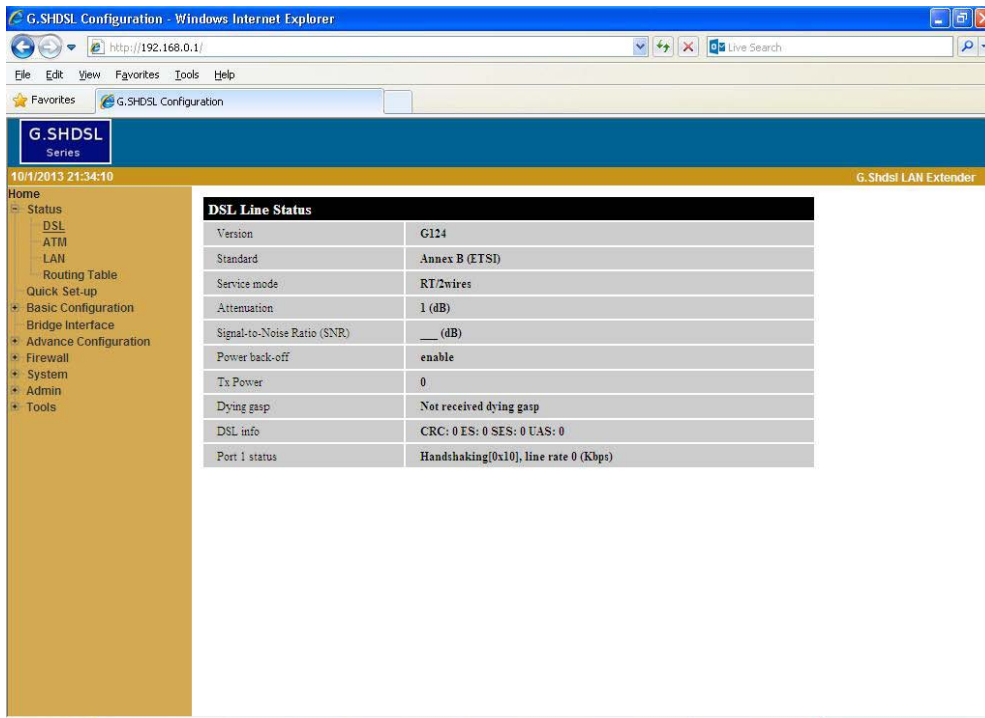 G.SHDSL Configuration - Windows Internet Explorer
http://192.168.0.1/
Live Search
File Edit View Favorites Tools Help
Favorites
G.SHDSL Configuration
G.SHDSL
Series
10/1/2013 21:34:10
G.Shdsl LAN Extender
Home
Status
DSL
ATM
LAN
Routing Table
Quick Set-up
Basic Configuration
Bridge Interface
Advance Configuration
Firewall
System
Admin
Tools
DSL Line Status
Version G124
Standard Annex B (ETSI)
Service mode RT/2wires
Attenuation 1 (dB)
Signal-to-Noise Ratio (SNR) __ (dB)
Power back-off enable
Tx Power 0
Dying gasp Not received dying gasp
DSL info CRC: 0 ES: 0 SES: 0 UAS: 0
Port 1 status Handshaking[0x10], line rate 0 (Kbps)